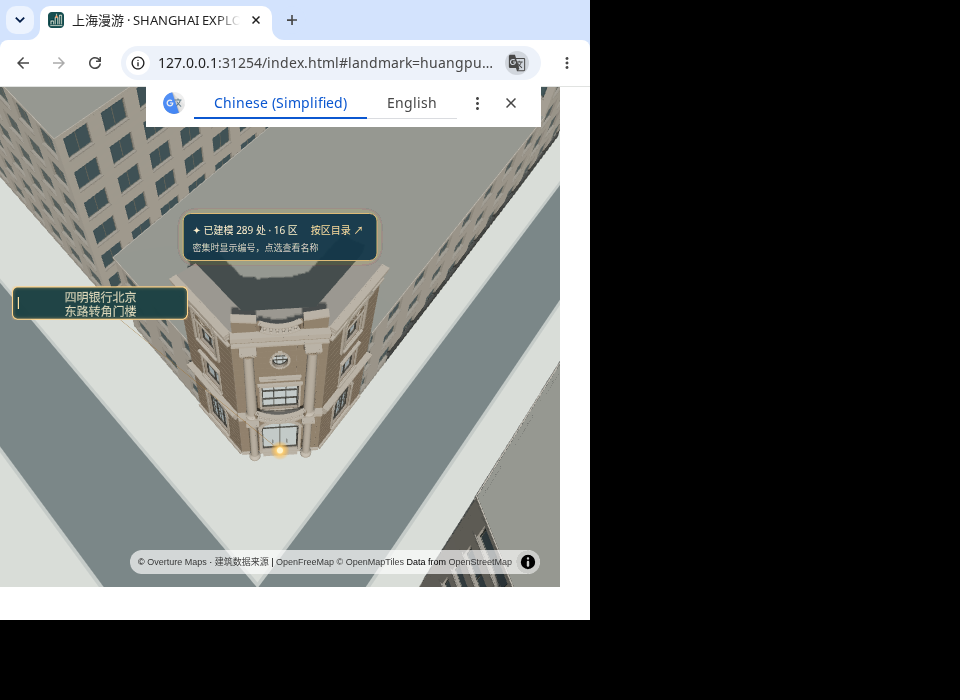 上海漫游 · SHANGHAI EXPLO
127.0.0.1:31254/index.html#landmark=huangpu...
Chinese (Simplified)
English
✦ 已建模 289 处 · 16 区 按区目录 ↗
密集时显示编号，点选查看名称
四明银行北京
东路转角门楼
© Overture Maps · 建筑数据来源 | OpenFreeMap © OpenMapTiles Data from OpenStreetMap